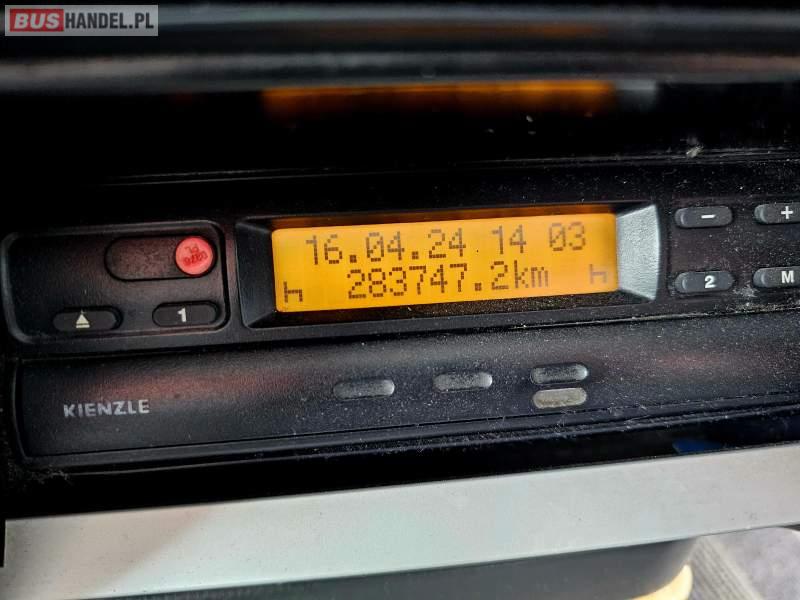 BUSHANDEL.PL
16.04.24 14 03
283747.2km
1
2
M
KIENZLE